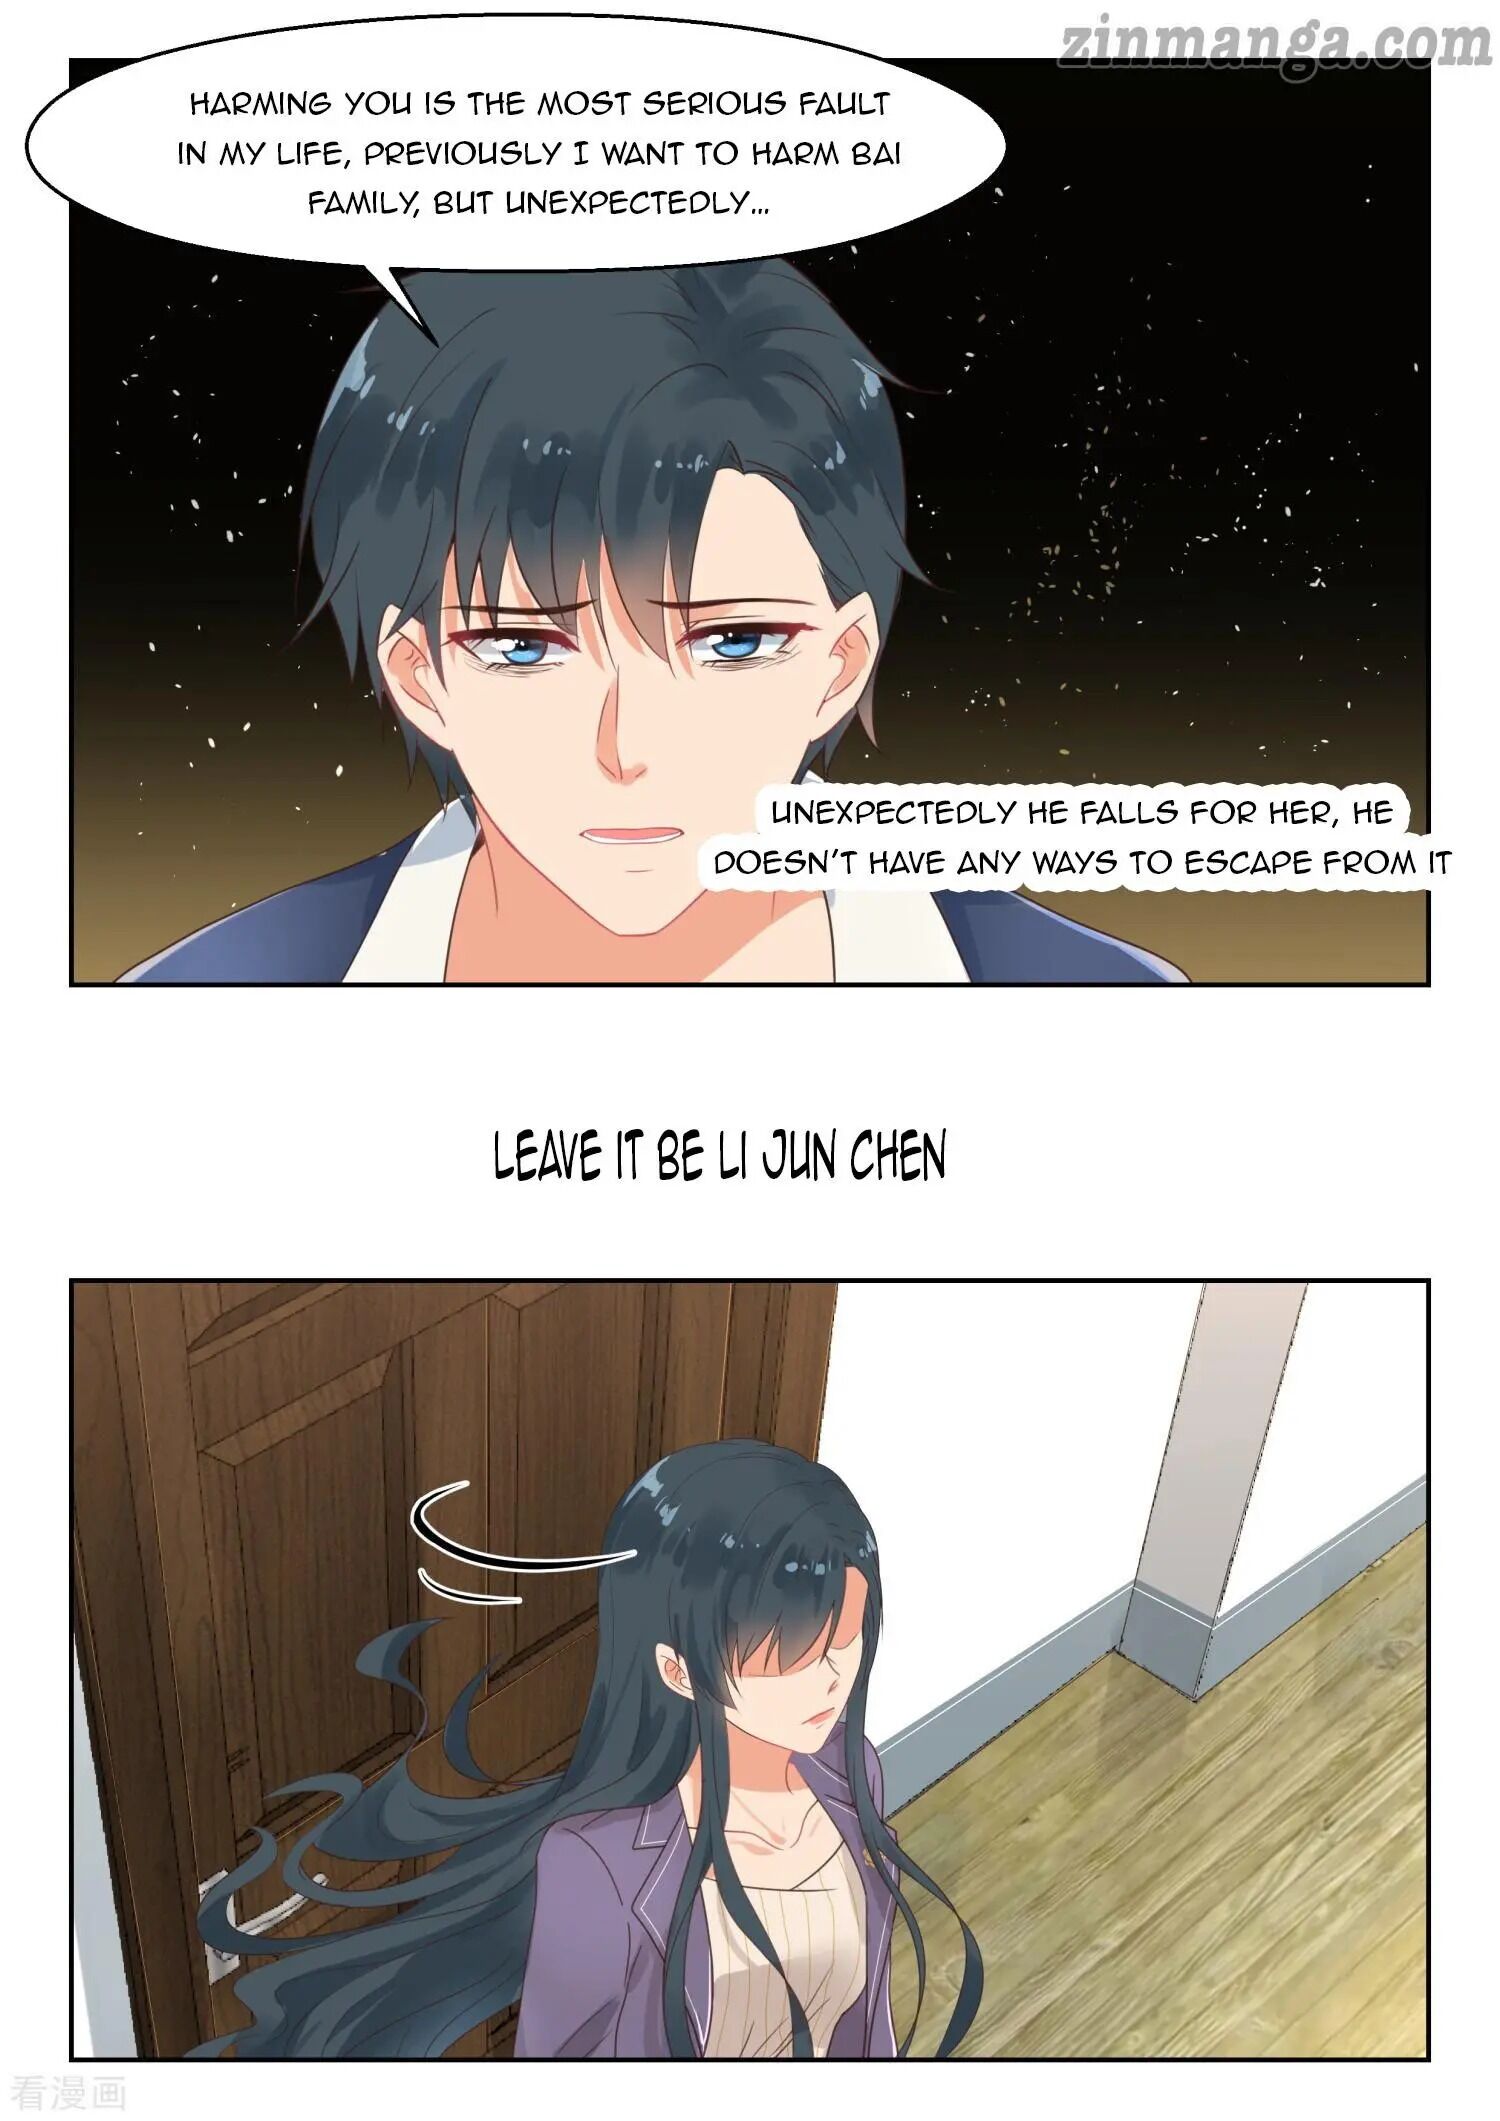 zinmanga.com
HARMING YOU IS THE MOST SERIOUS FAULT
IN MY LIFE, PREVIOUSLY I WANT TO HARM BAI
FAMILY, BUT UNEXPECTEDLY...
UNEXPECTEDLY HE FALLS FOR HER, HE
DOESN'T HAVE ANY WAYS TO ESCAPE FROM IT
LEAVE IT BE LI JUN CHEN
看漫画